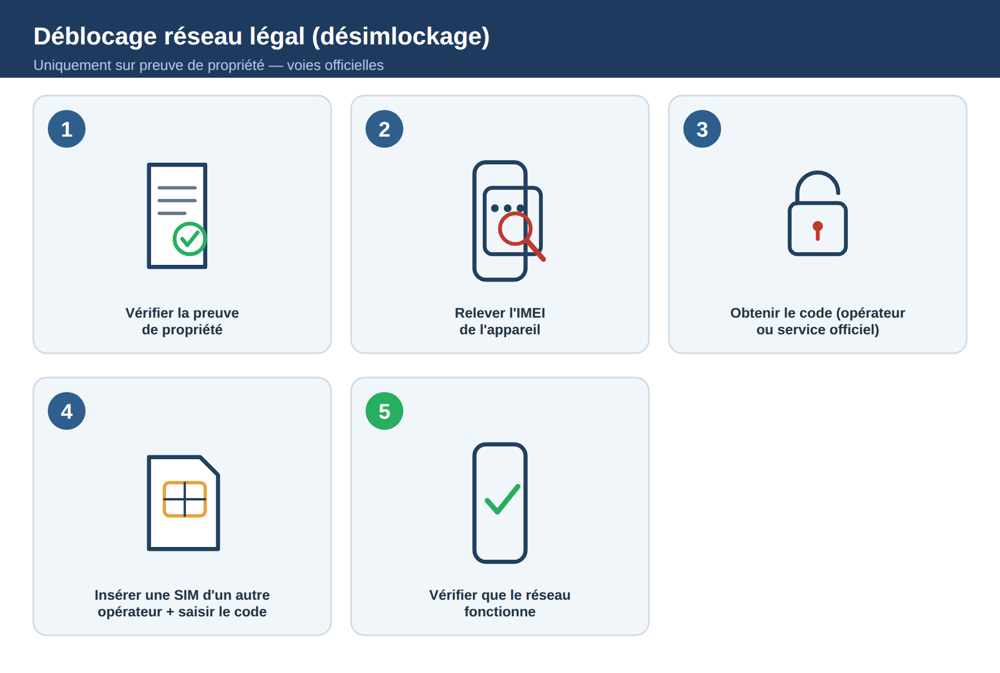 Déblocage réseau légal (désimlockage)
Uniquement sur preuve de propriété — voies officielles
1
Vérifier la preuve
de propriété
2
Relever l'IMEI
de l'appareil
3
Obtenir le code (opérateur
ou service officiel)
4
Insérer une SIM d'un autre
opérateur + saisir le code
5
Vérifier que le réseau
fonctionne